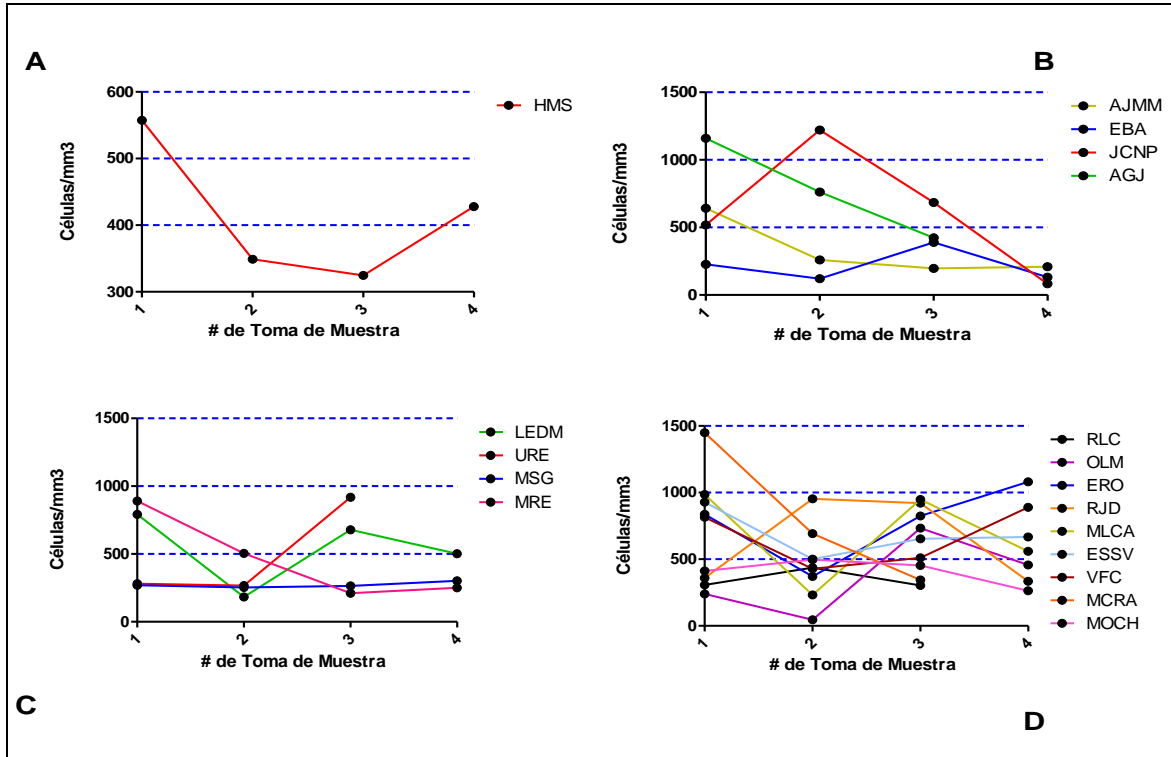 A
600
500
400
300
Células/mm3
1
2
3
4
# de Toma de Muestra
HMS
B
1500
1000
500
0
Células/mm3
1
2
3
4
# de Toma de Muestra
AJMM
EBA
JCNP
AGJ
1500
1000
500
0
Células/mm3
1
2
3
4
# de Toma de Muestra
LEDM
URE
MSG
MRE
C
1500
1000
500
0
Células/mm3
1
2
3
4
# de Toma de Muestra
RLC
OLM
ERO
RJD
MLCA
ESSV
VFC
MCRA
MOCH
D